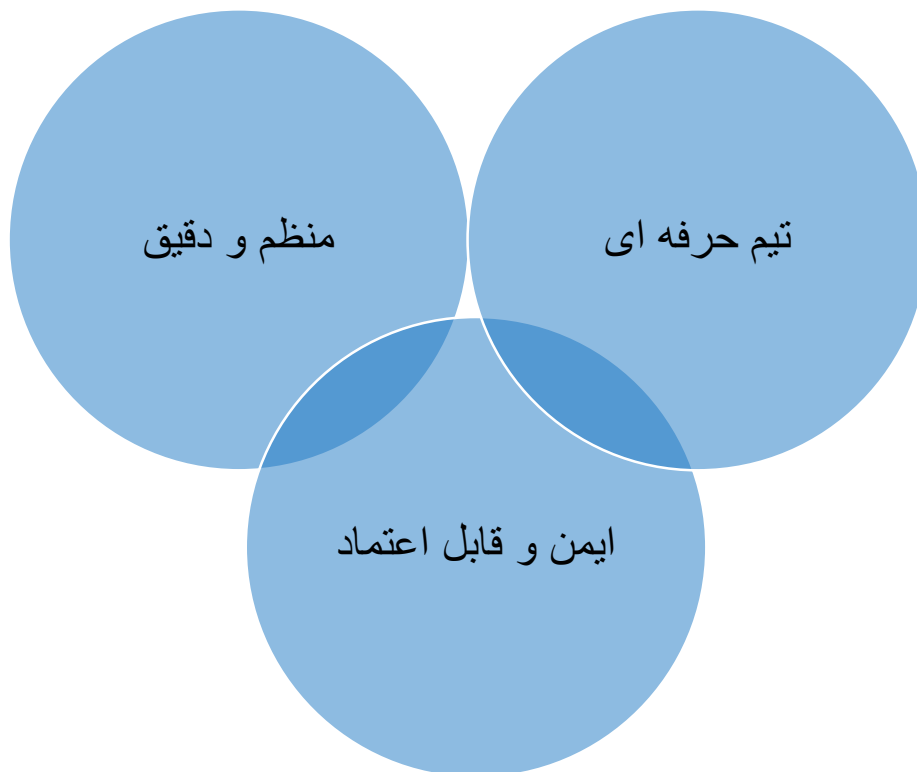 تیم حرفه ای
منظم و دقیق
ایمن و قابل اعتماد